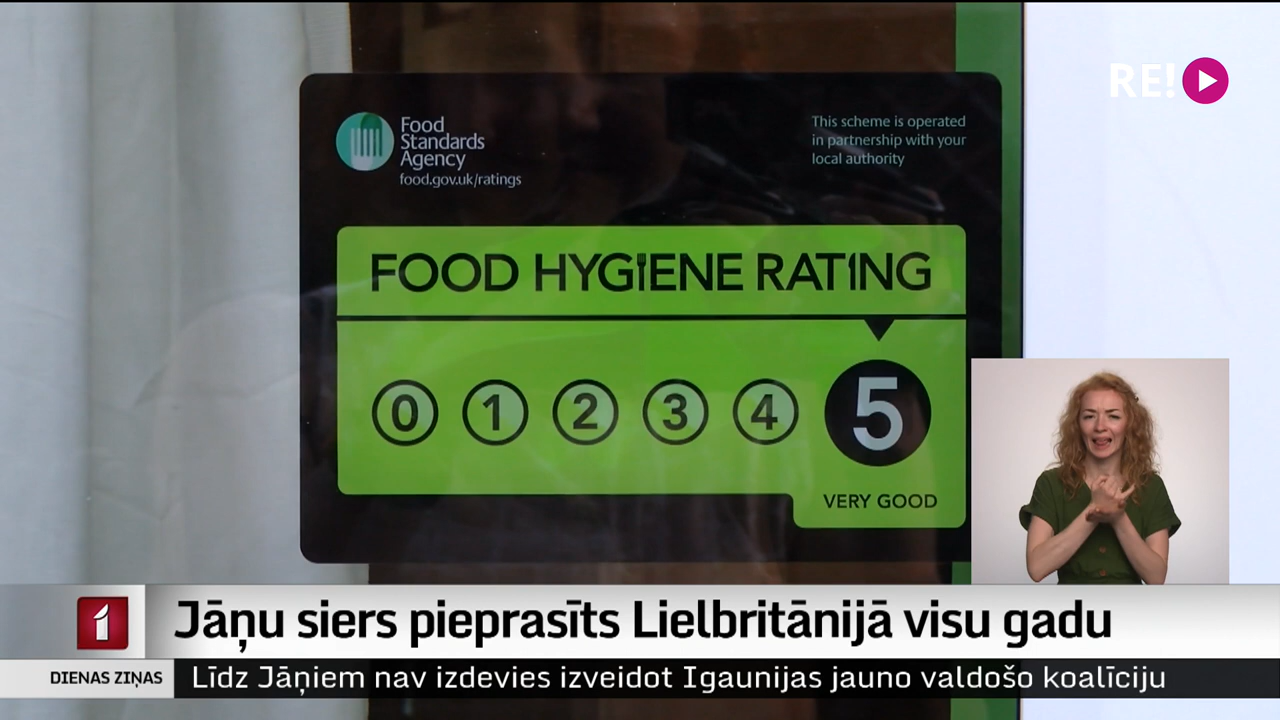 RE!
Food
Standards
Agency
food.gov.uk/ratings
This scheme is operated
in partnership with your
local authority
FOOD HYGIENE RATING
0 1 2 3 4 5
VERY GOOD
1 Jāņu siers pieprasīts Lielbritānijā visu gadu
DIENAS ZIŅAS Līdz Jāņiem nav izdevies izveidot Igaunijas jauno valdošo koalīciju